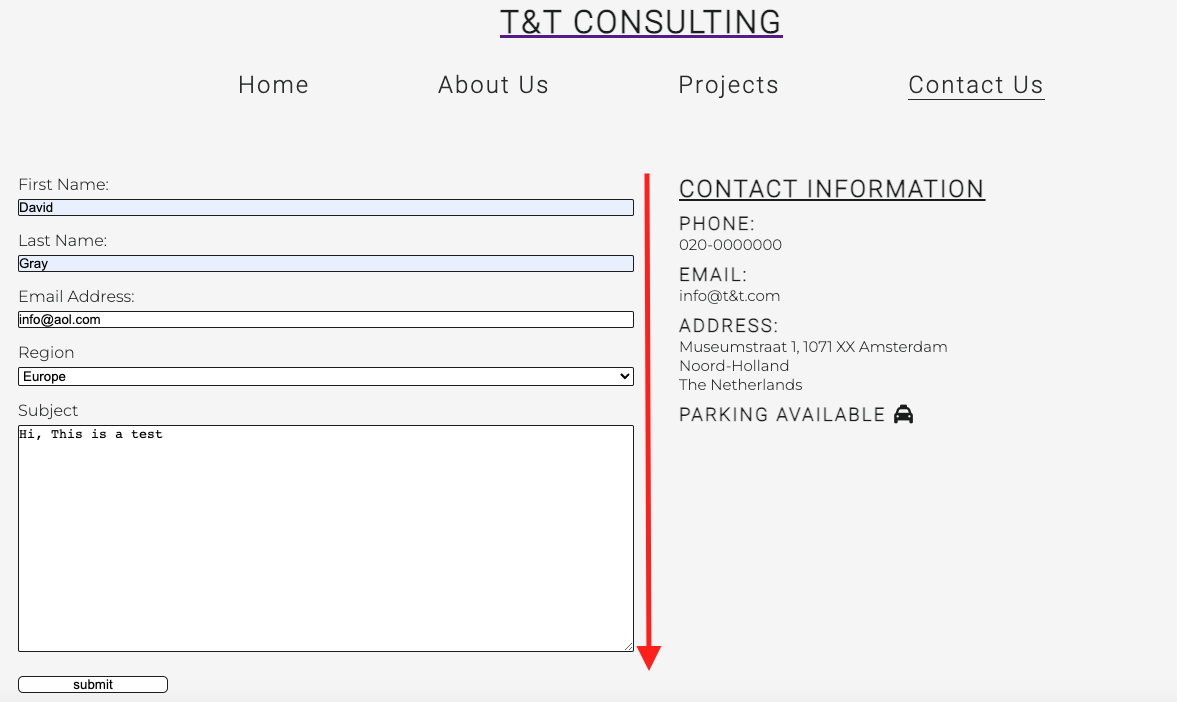 T&T CONSULTING
Home About Us Projects Contact Us
First Name:
David
Last Name:
Gray
Email Address:
info@aol.com
Region
Europe
Subject
Hi, This is a test
submit
CONTACT INFORMATION
PHONE:
020-0000000
EMAIL:
info@t&t.com
ADDRESS:
Museumstraat 1, 1071 XX Amsterdam
Noord-Holland
The Netherlands
PARKING AVAILABLE